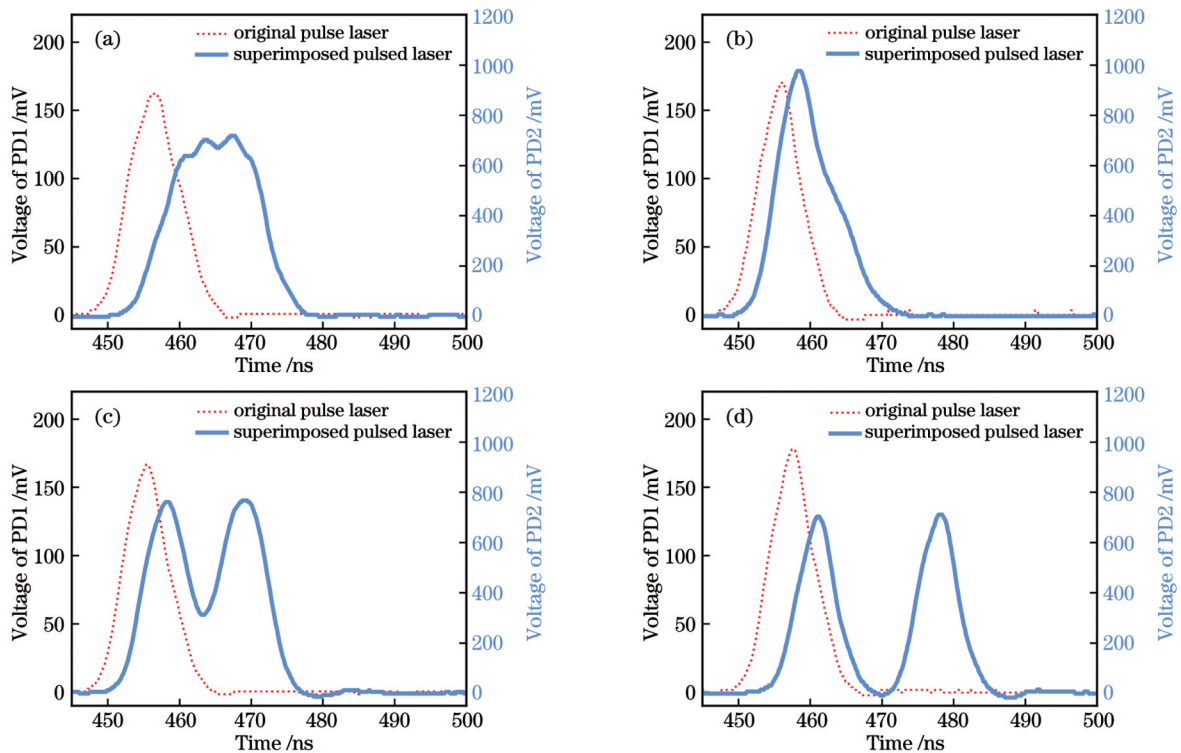 (a)
original pulse laser
superimposed pulsed laser
Voltage of PD1 /mV
200
150
100
50
0
Voltage of PD2 /mV
1200
1000
800
600
400
200
0
450 460 470 480 490 500
Time /ns
(b)
original pulse laser
superimposed pulsed laser
Voltage of PD1 /mV
200
150
100
50
0
Voltage of PD2 /mV
1200
1000
800
600
400
200
0
450 460 470 480 490 500
Time /ns
(c)
original pulse laser
superimposed pulsed laser
Voltage of PD1 /mV
200
150
100
50
0
Voltage of PD2 /mV
1200
1000
800
600
400
200
0
450 460 470 480 490 500
Time /ns
(d)
original pulse laser
superimposed pulsed laser
Voltage of PD1 /mV
200
150
100
50
0
Voltage of PD2 /mV
1200
1000
800
600
400
200
0
450 460 470 480 490 500
Time /ns